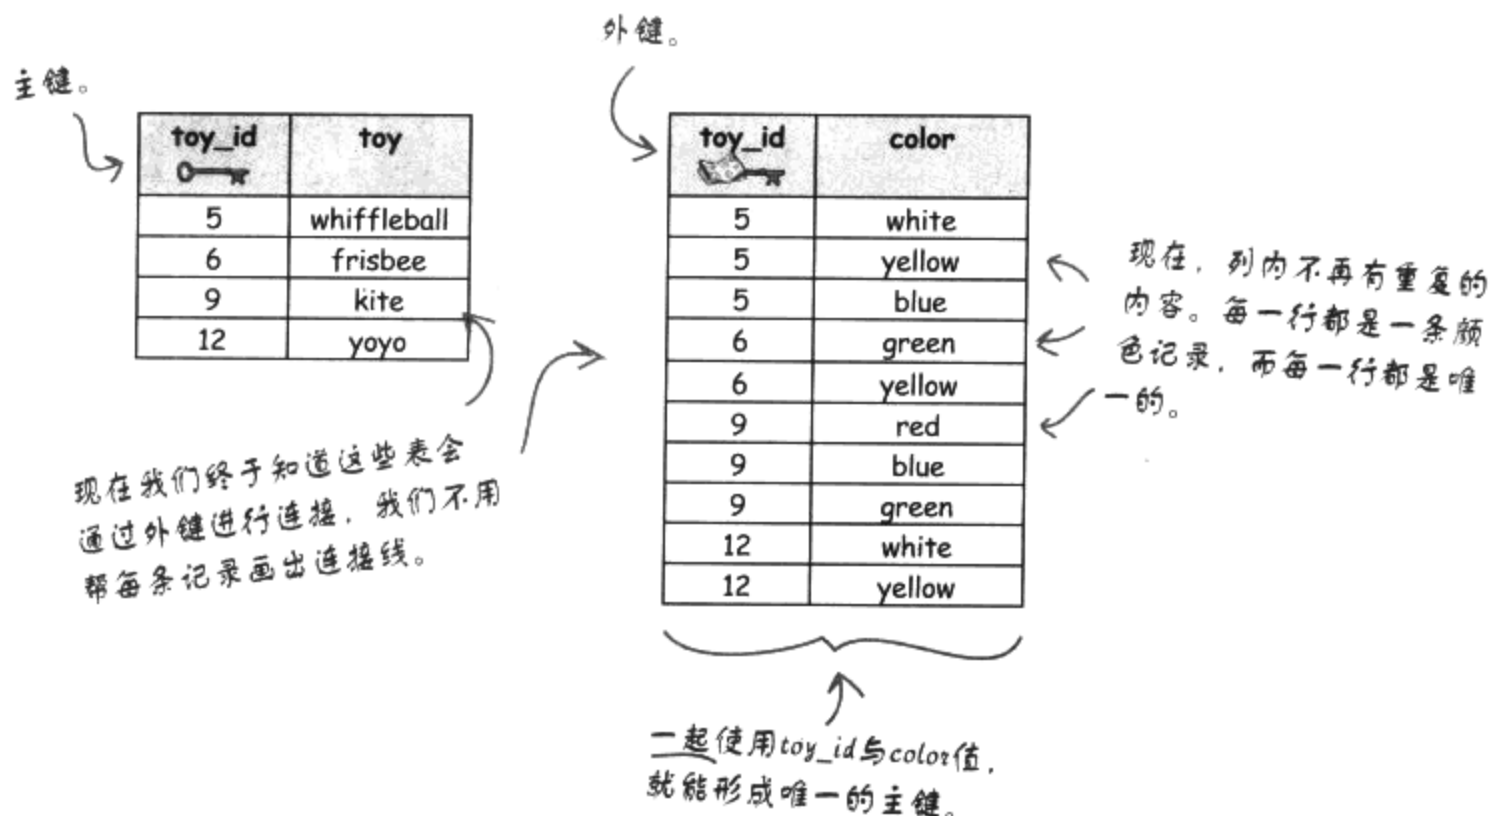 主键。
外键。
toy_id toy
5 whiffleball
6 frisbee
9 kite
12 yoyo
toy_id color
5 white
5 yellow
5 blue
6 green
6 yellow
9 red
9 blue
9 green
12 white
12 yellow
现在，列内不再有重复的
内容。每一行都是一条颜
色记录，而每一行都是唯
一的。
现在我们终于知道这些表会
通过外键进行连接，我们不用
帮每条记录画出连接线。
一起使用toy_id与color值，
就能形成唯一的主键。